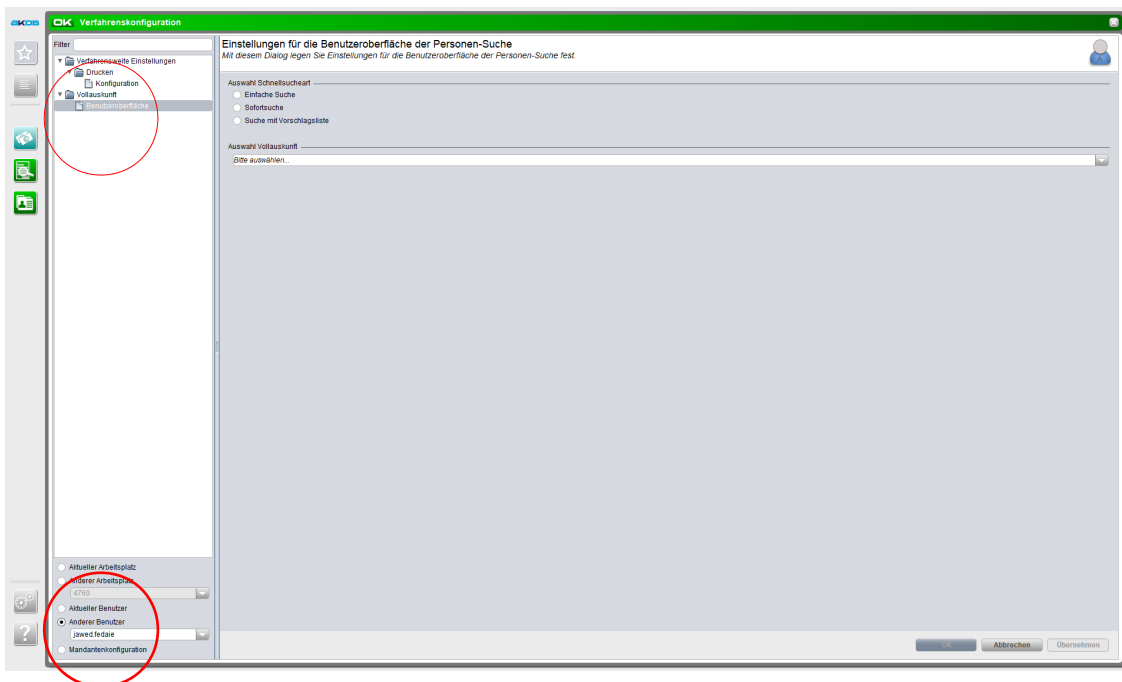 AKDB
OK Verfahrenskonfiguration
Filter
Verfahrensweite Einstellungen
Drucken
Konfiguration
Vollauskunft
Benutzeroberfläche
Einstellungen für die Benutzeroberfläche der Personen-Suche
Mit diesem Dialog legen Sie Einstellungen für die Benutzeroberfläche der Personen-Suche fest.
Auswahl Schnellsucheart
Einfache Suche
Sofortsuche
Suche mit Vorschlagsliste
Auswahl Vollauskunft
Bitte auswählen...
Aktueller Arbeitsplatz
Anderer Arbeitsplatz
4760
Aktueller Benutzer
Anderer Benutzer
jawed.fedaie
Mandantenkonfiguration
?
OK Abbrechen Übernehmen